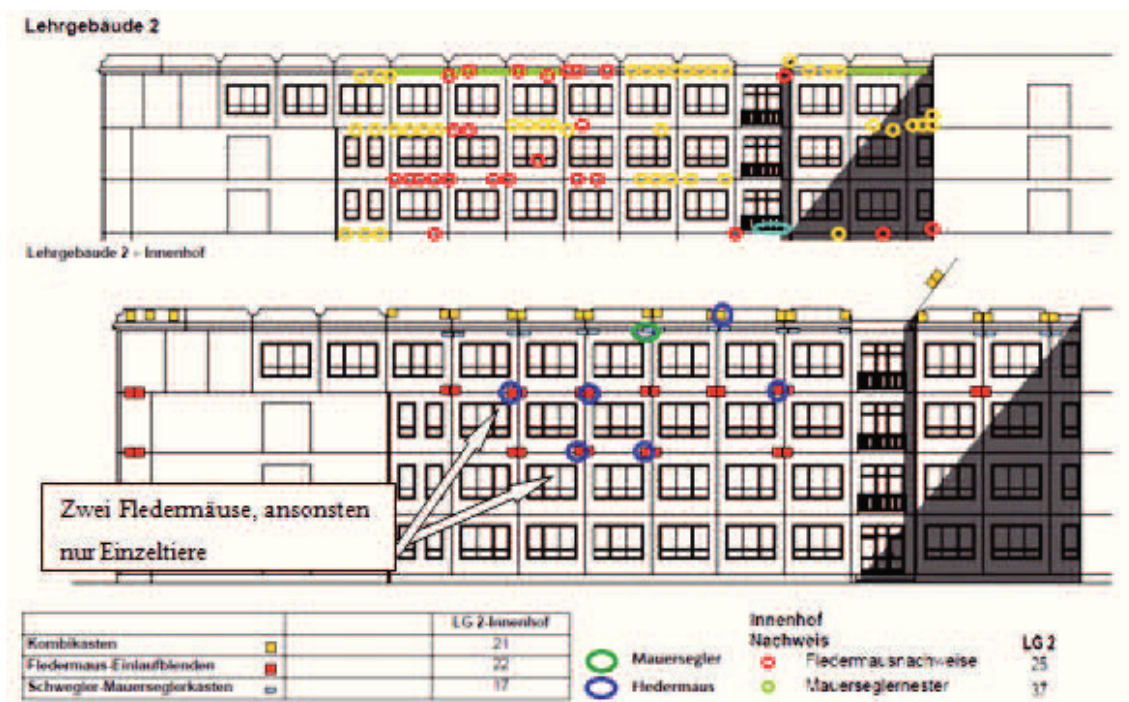 Lehrgebäude 2
Lehrgebäude 2 - Innenhof
Zwei Fledermäuse, ansonsten
nur Einzeltiere
LG 2-Innenhof
Kombikasten 21
Fledermaus-Einlaufblenden 22
Schwegler-Mauerseglerkasten 17
Mauersegler
Fledermaus
Innenhof
Nachweis LG 2
Fledermausnachweise 25
Mauerseglernester 37